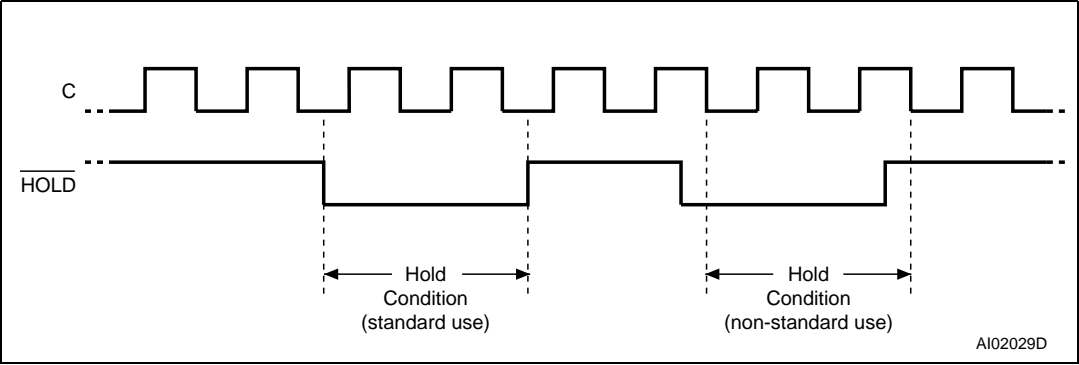 C
HOLD
Hold
Condition
(standard use)
Hold
Condition
(non-standard use)
AI02029D